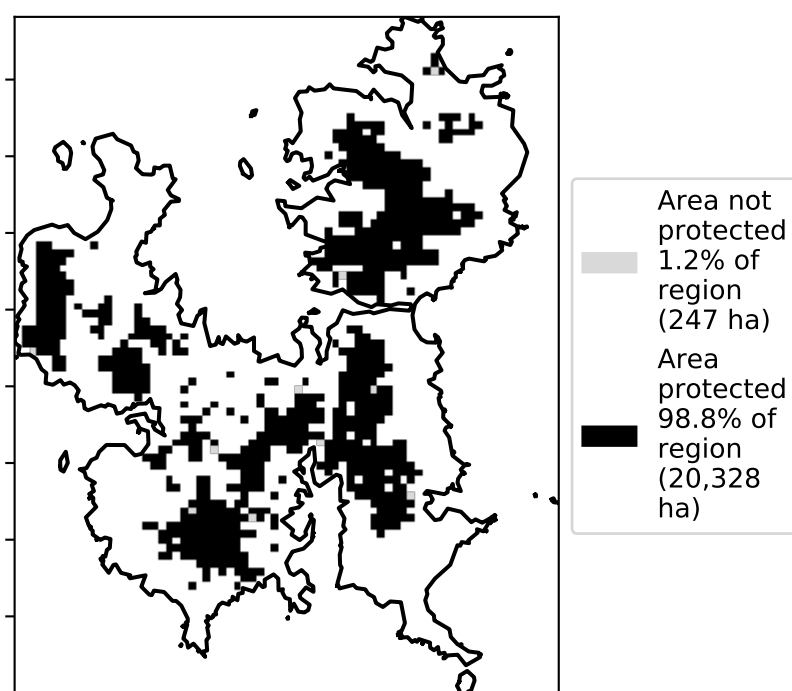 Area not
protected
1.2% of
region
(247 ha)
Area
protected
98.8% of
region
(20,328
ha)